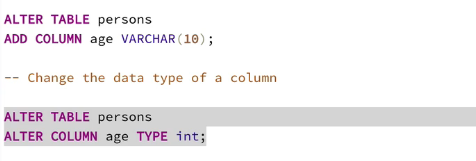 ALTER TABLE persons
ADD COLUMN age VARCHAR(10);
-- Change the data type of a column
ALTER TABLE persons
ALTER COLUMN age TYPE int;